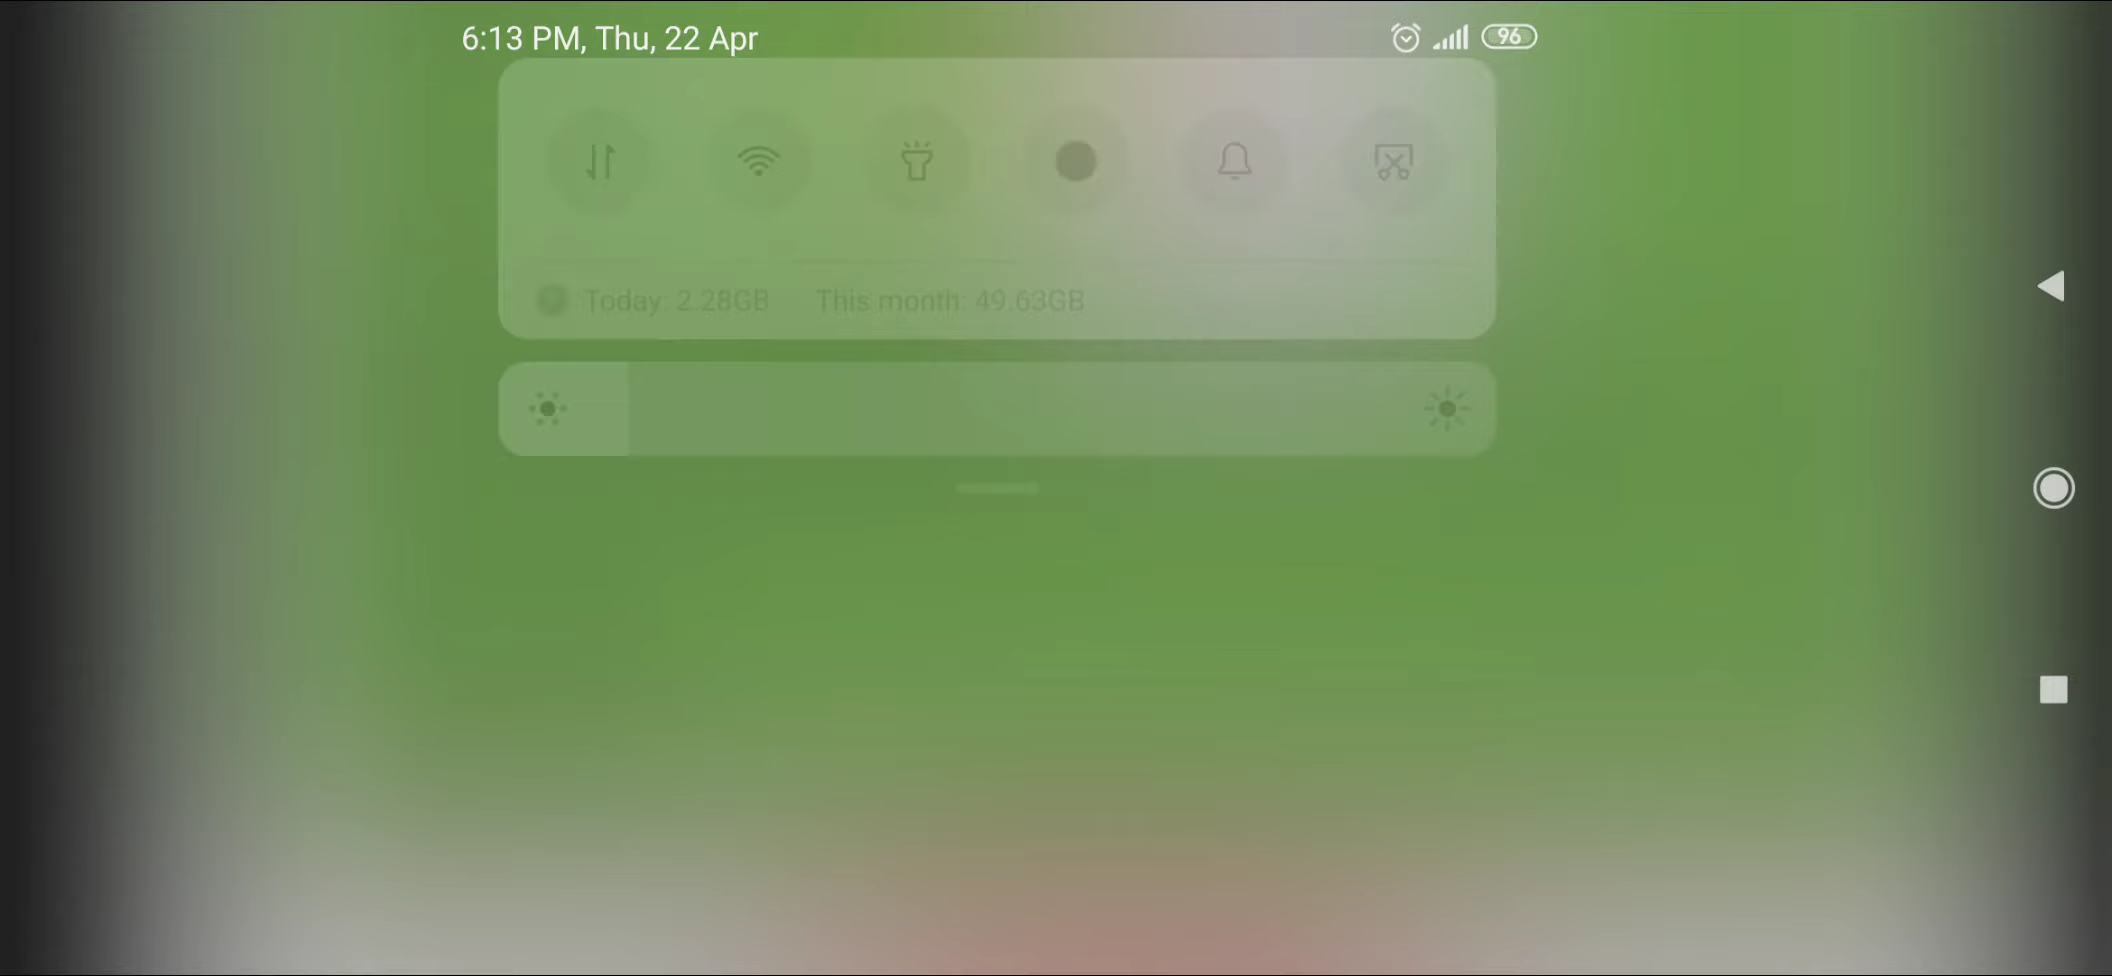 6:13 PM, Thu, 22 Apr
96
Today: 2.28GB This month: 49.63GB